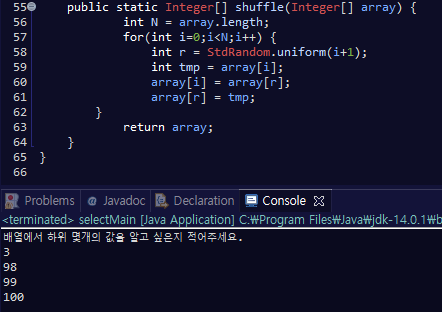 55 public static Integer[] shuffle(Integer[] array) {
56 int N = array.length;
57 for(int i=0;i<N;i++) {
58 int r = StdRandom.uniform(i+1);
59 int tmp = array[i];
60 array[i] = array[r];
61 array[r] = tmp;
62 }
63 return array;
64 }
65 }
66
Problems @ Javadoc Declaration Console
<terminated> selectMain [Java Application] C:₩Program Files₩Java₩jdk-14.0.1₩b
배열에서 하위 몇개의 값을 알고 싶은지 적어주세요.
3
98
99
100